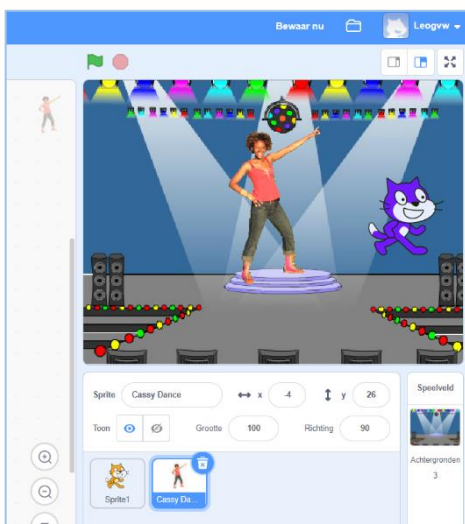 Bewaar nu Leogvw
Sprite Cassy Dance x -4 y 26
Speelveld
Toon Grootte 100 Richting 90
Achtergronden
3
Sprite1 Cassy Da...